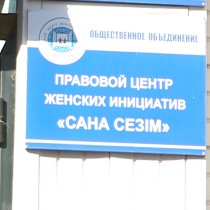 ОБЩЕСТВЕННОЕ ОБЪЕДИНЕНИЕ
ПРАВОВОЙ ЦЕНТР
ЖЕНСКИХ ИНИЦИАТИВ
«САНА СЕЗІМ»